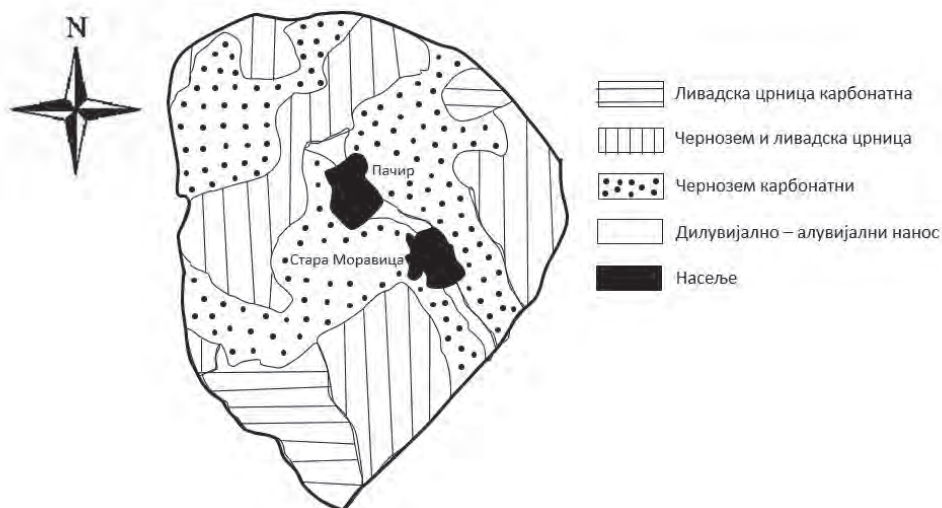 N
Пачир
Стара Моравица
Ливадска црница карбонатна
Чернозем и ливадска црница
Чернозем карбонатни
Дилувијално – алувијални нанос
Насеље